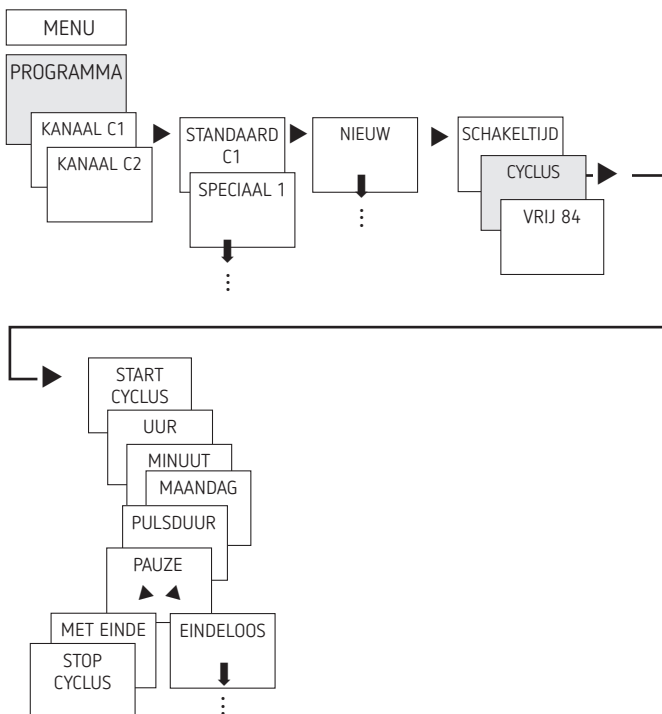 MENU
PROGRAMMA
KANAAL C1
KANAAL C2
STANDAARD
C1
SPECIAAL 1
NIEUW
SCHAKELTIJD
CYCLUS
VRIJ 84
START
CYCLUS
UUR
MINUUT
MAANDAG
PULSDUUR
PAUZE
MET EINDE
EINDELOOS
STOP
CYCLUS